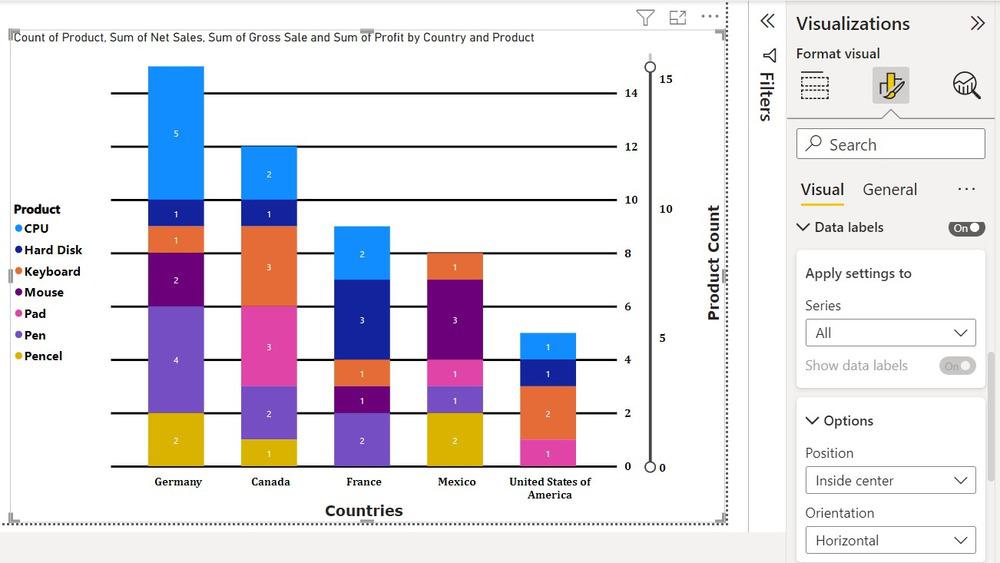 Count of Product, Sum of Net Sales, Sum of Gross Sale and Sum of Profit by Country and Product
Product
CPU
Hard Disk
Keyboard
Mouse
Pad
Pen
Pencel
5
1
1
2
4
2
2
1
3
3
2
1
2
3
1
1
2
1
3
1
1
2
1
1
2
1
14
12
10
8
6
4
2
0
15
10
5
0
Product Count
Germany
Canada
France
Mexico
United States of
America
Countries
Filters
Visualizations
Format visual
Search
Visual General
Data labels On
Apply settings to
Series
All
Show data labels On
Options
Position
Inside center
Orientation
Horizontal